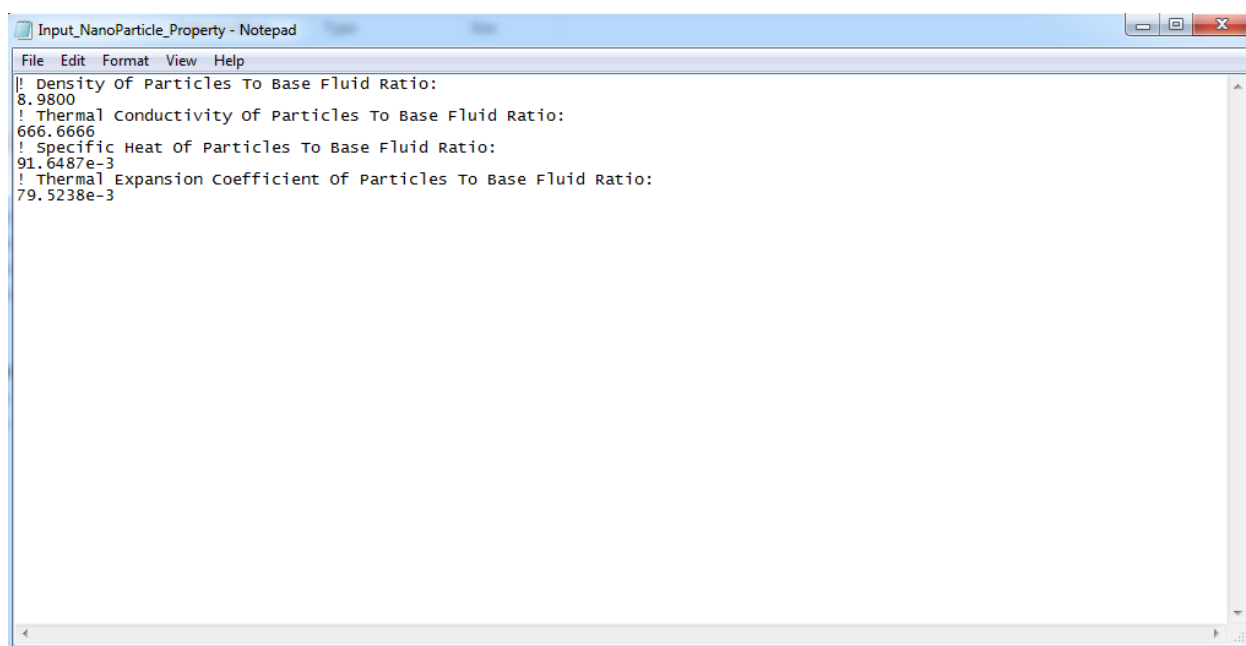 Input_NanoParticle_Property - Notepad
File Edit Format View Help
! Density Of Particles To Base Fluid Ratio:
8.9800
! Thermal Conductivity Of Particles To Base Fluid Ratio:
666.6666
! Specific Heat Of Particles To Base Fluid Ratio:
91.6487e-3
! Thermal Expansion Coefficient Of Particles To Base Fluid Ratio:
79.5238e-3